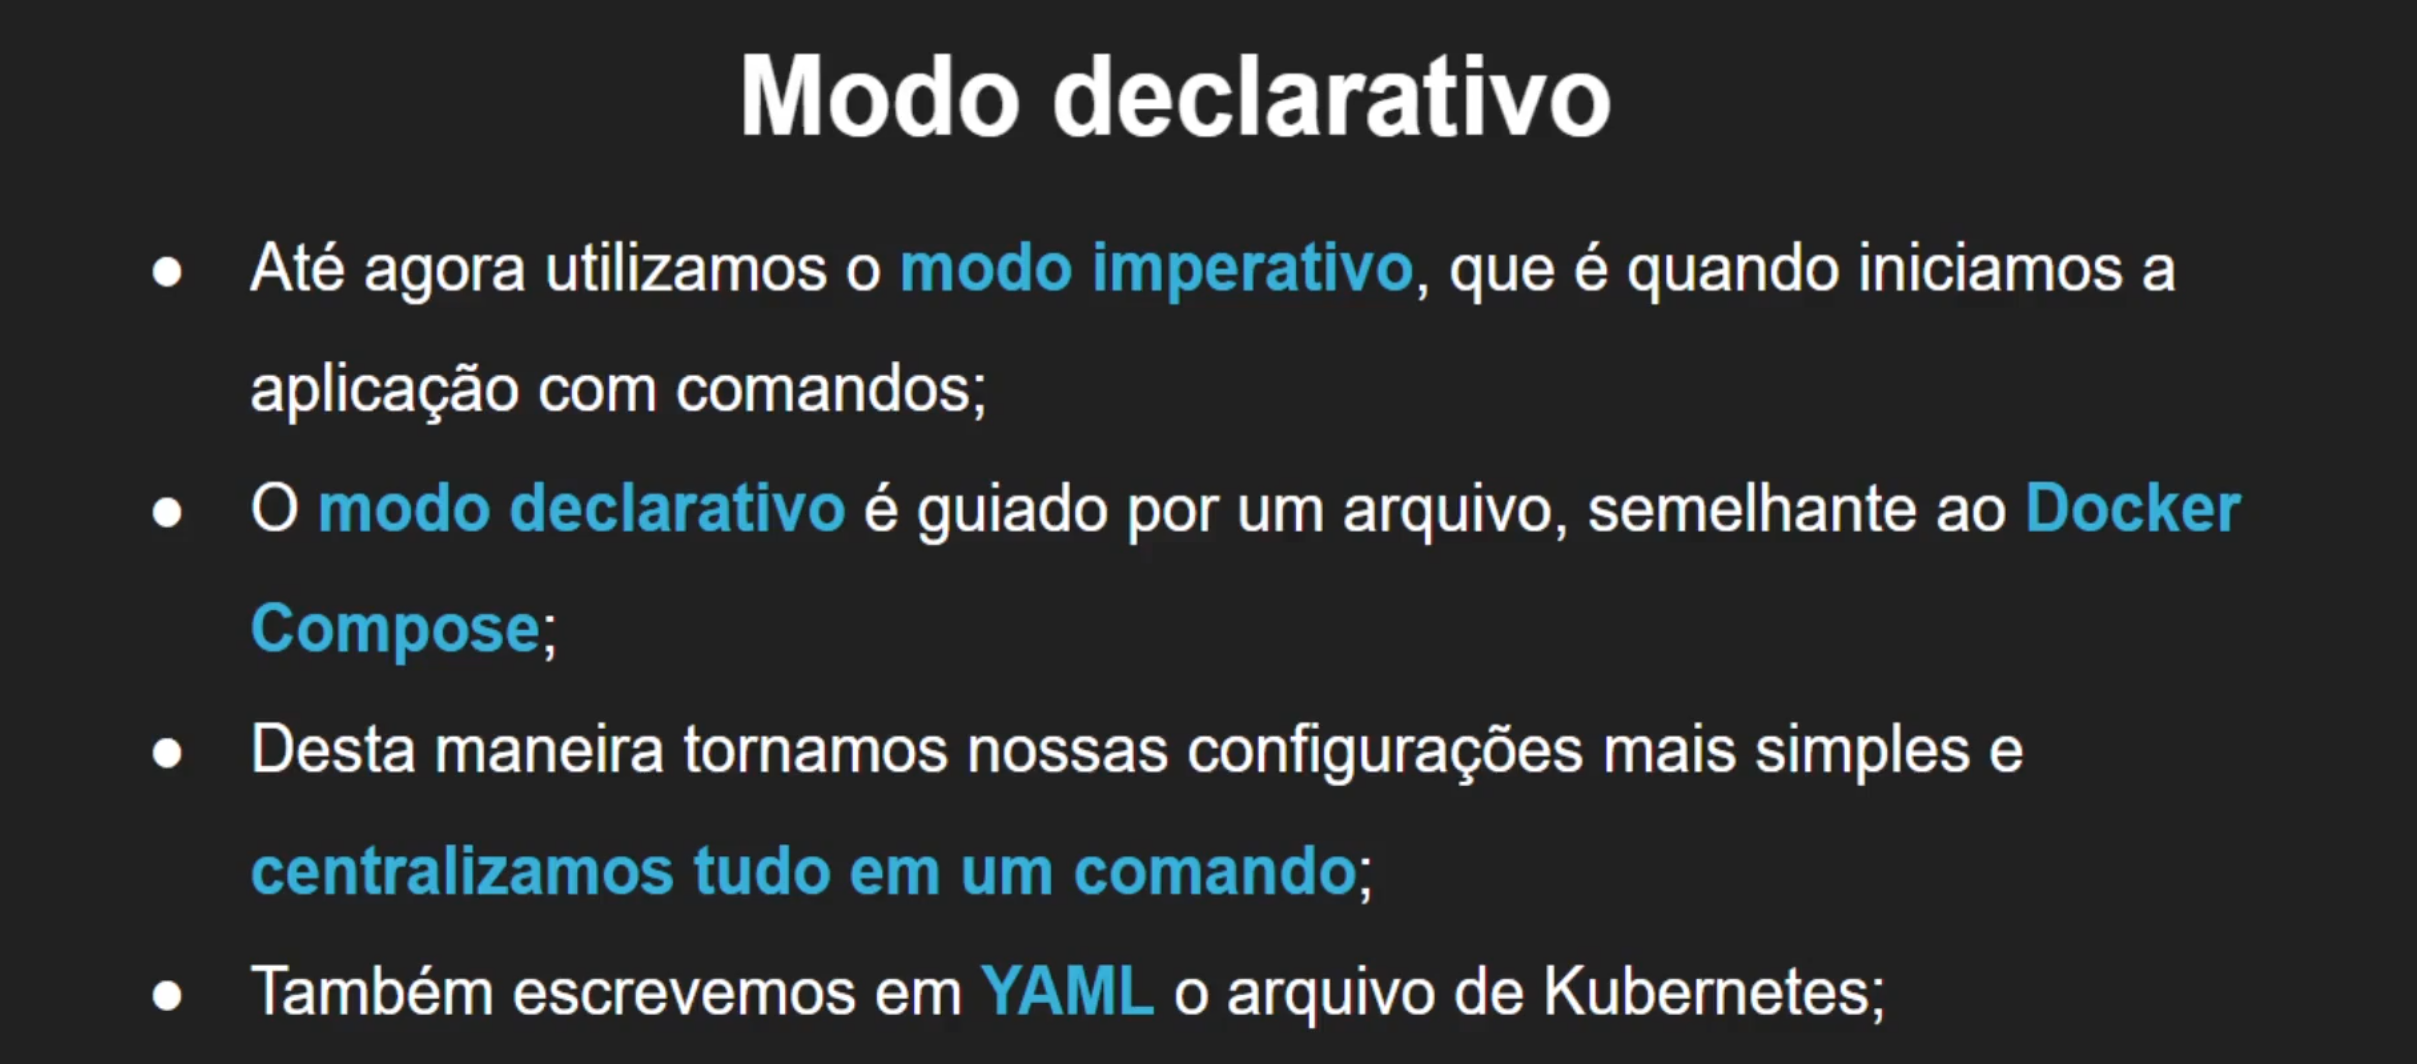 Modo declarativo
● Até agora utilizamos o modo imperativo, que é quando iniciamos a
aplicação com comandos;
● O modo declarativo é guiado por um arquivo, semelhante ao Docker
Compose;
● Desta maneira tornamos nossas configurações mais simples e
centralizamos tudo em um comando;
● Também escrevemos em YAML o arquivo de Kubernetes;